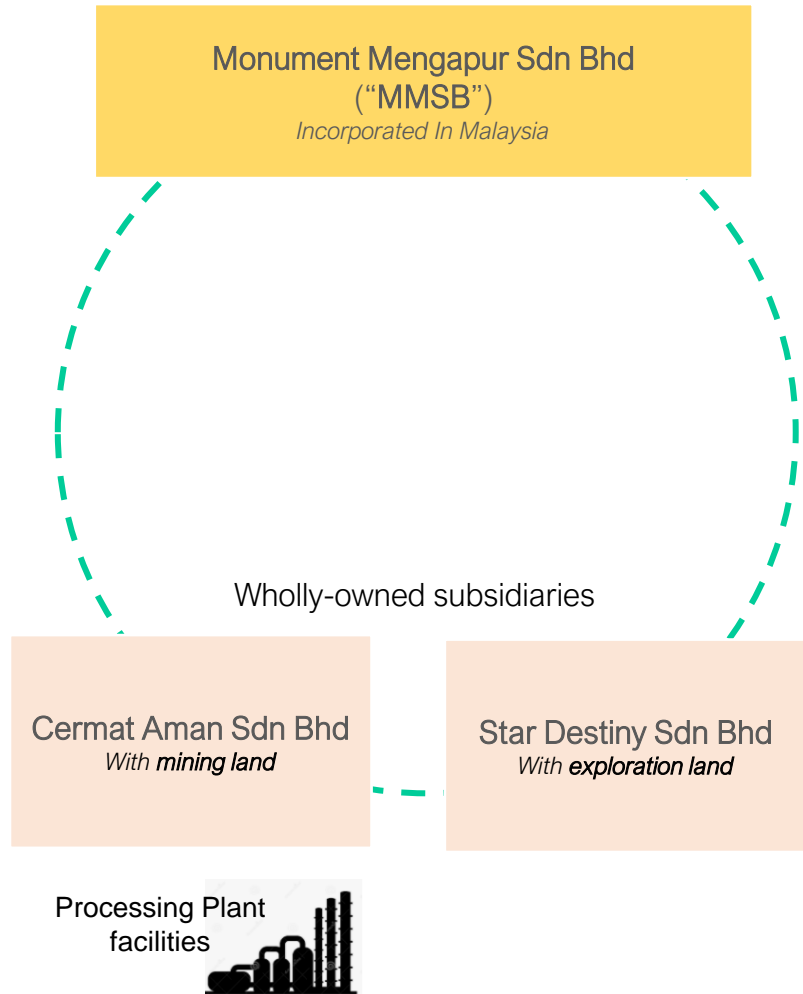 Monument Mengapur Sdn Bhd
(“MMSB”)
Incorporated In Malaysia
Wholly-owned subsidiaries
Cermat Aman Sdn Bhd
With mining land
Star Destiny Sdn Bhd
With exploration land
Processing Plant
facilities